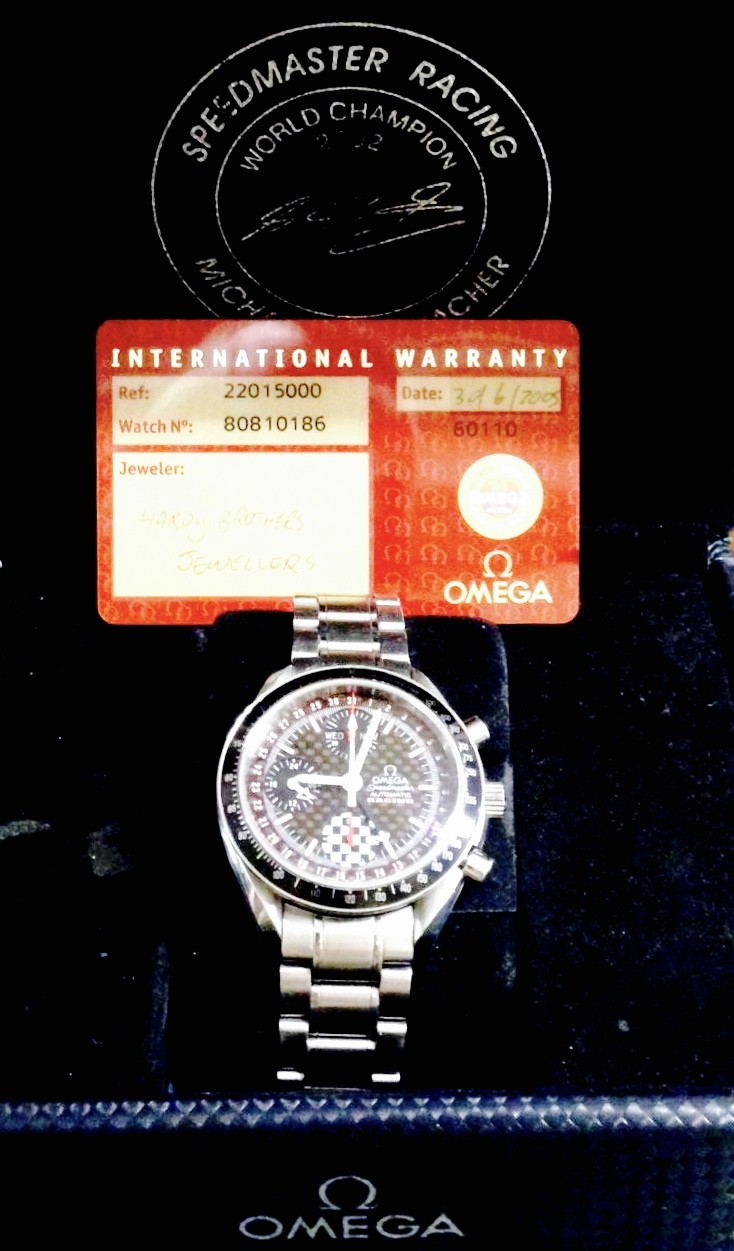 SPEEDMASTER RACING
WORLD CHAMPION
INTERNATIONAL WARRANTY
Ref: 22015000
Date: 30/6/2005
Watch Nº: 80810186
60110
Jeweler:
HARDY BROTHERS
JEWELLERS
Ω
OMEGA
WED
OMEGA
Speedmaster
AUTOMATIC
Ω
OMEGA